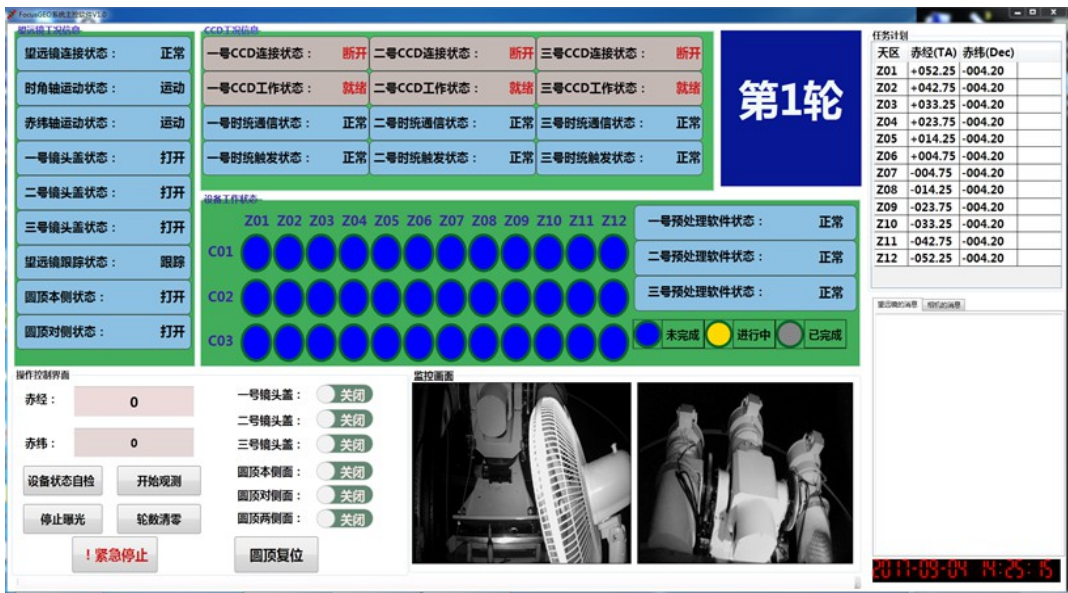 FocusGEO系统主控软件V1.0
望远镜工况信息
望远镜连接状态： 正常
时角轴运动状态： 运动
赤纬轴运动状态： 运动
一号镜头盖状态： 打开
二号镜头盖状态： 打开
三号镜头盖状态： 打开
望远镜跟踪状态： 跟踪
圆顶本侧状态： 打开
圆顶对侧状态： 打开
CCD工况信息
一号CCD连接状态： 断开 二号CCD连接状态： 断开 三号CCD连接状态： 断开
一号CCD工作状态： 就绪 二号CCD工作状态： 就绪 三号CCD工作状态： 就绪
一号时统通信状态： 正常 二号时统通信状态： 正常 三号时统通信状态： 正常
一号时统触发状态： 正常 二号时统触发状态： 正常 三号时统触发状态： 正常
第1轮
设备工作状态
Z01 Z02 Z03 Z04 Z05 Z06 Z07 Z08 Z09 Z10 Z11 Z12
C01
C02
C03
一号预处理软件状态： 正常
二号预处理软件状态： 正常
三号预处理软件状态： 正常
未完成 进行中 已完成
任务计划
天区 赤经(TA) 赤纬(Dec)
Z01 +052.25 -004.20
Z02 +042.75 -004.20
Z03 +033.25 -004.20
Z04 +023.75 -004.20
Z05 +014.25 -004.20
Z06 +004.75 -004.20
Z07 -004.75 -004.20
Z08 -014.25 -004.20
Z09 -023.75 -004.20
Z10 -033.25 -004.20
Z11 -042.75 -004.20
Z12 -052.25 -004.20
望远镜的消息 相机的消息
操作控制界面
赤经： 0
赤纬： 0
设备状态自检 开始观测
停止曝光 轮数清零
！紧急停止
一号镜头盖： 关闭
二号镜头盖： 关闭
三号镜头盖： 关闭
圆顶本侧面： 关闭
圆顶对侧面： 关闭
圆顶两侧面： 关闭
圆顶复位
监控画面
2017-09-04 14:25:15